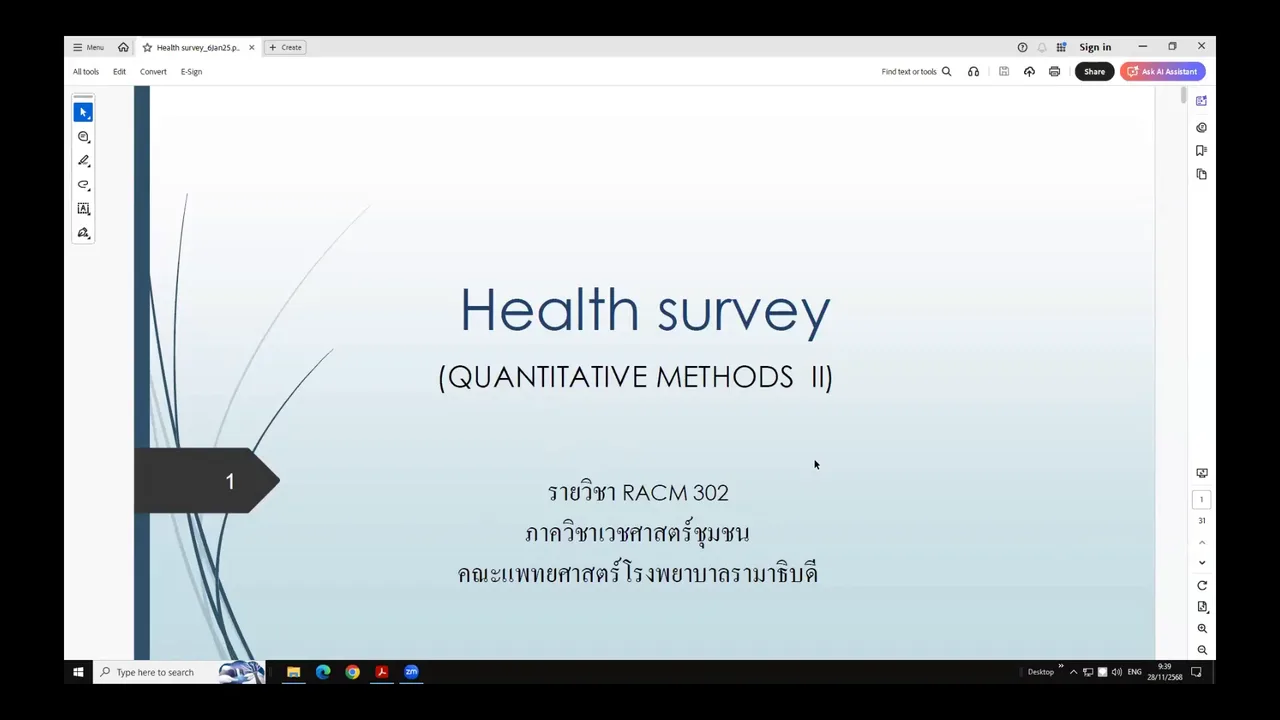 Menu
Health survey_6Jan25.p...
Create
Sign in
All tools
Edit
Convert
E-Sign
Find text or tools
Share
Ask AI Assistant
Health survey
(QUANTITATIVE METHODS II)
1
รายวิชา RACM 302
ภาควิชาเวชศาสตร์ชุมชน
คณะแพทยศาสตร์โรงพยาบาลรามาธิบดี
1
31
Type here to search
zm
Desktop
ENG
9:39
28/11/2568